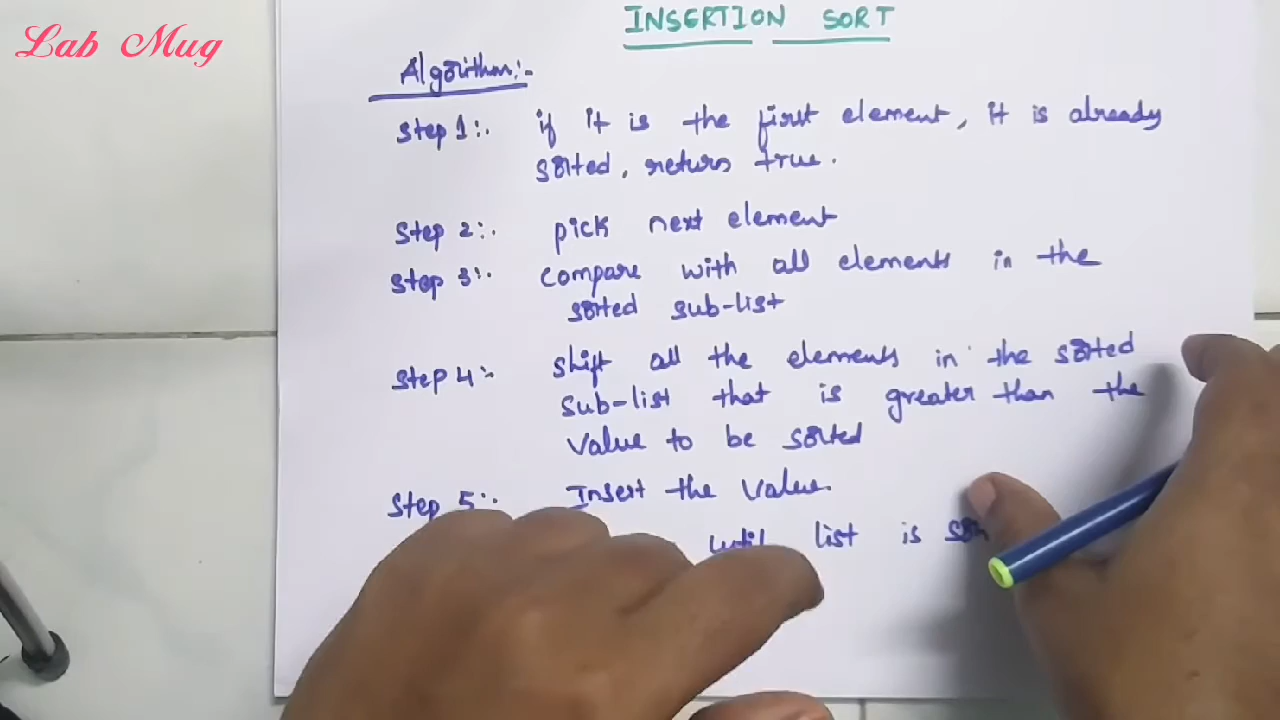 Lab Mug
INSERTION SORT
Algorithm:-
Step 1:- if it is the first element, it is already
sorted, return true.
Step 2:- pick next element
Step 3:- compare with all elements in the
sorted sub-list
Step 4:- shift all the elements in the sorted
sub-list that is greater than the
value to be sorted
Step 5:- Insert the value.
until list is